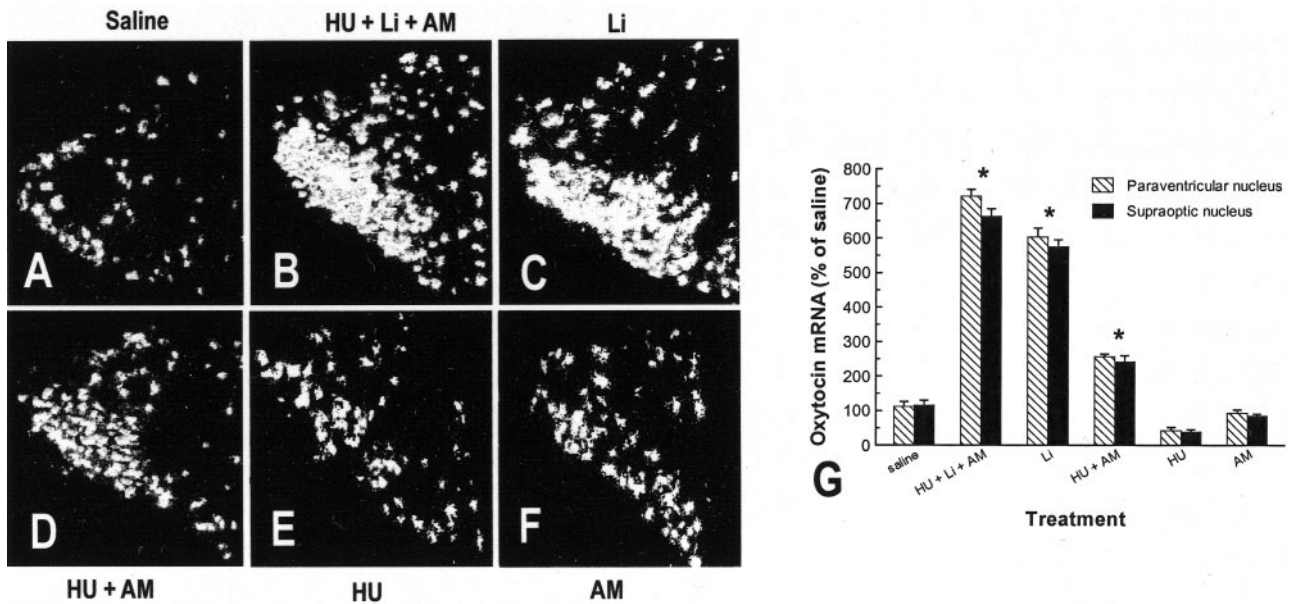 Saline HU + Li + AM Li
A B C
D E F
HU + AM HU AM
Oxytocin mRNA (% of saline)
800
700
600
500
400
300
200
100
0
* * *
Paraventricular nucleus
Supraoptic nucleus
saline HU + Li + AM Li HU + AM HU AM
G
Treatment